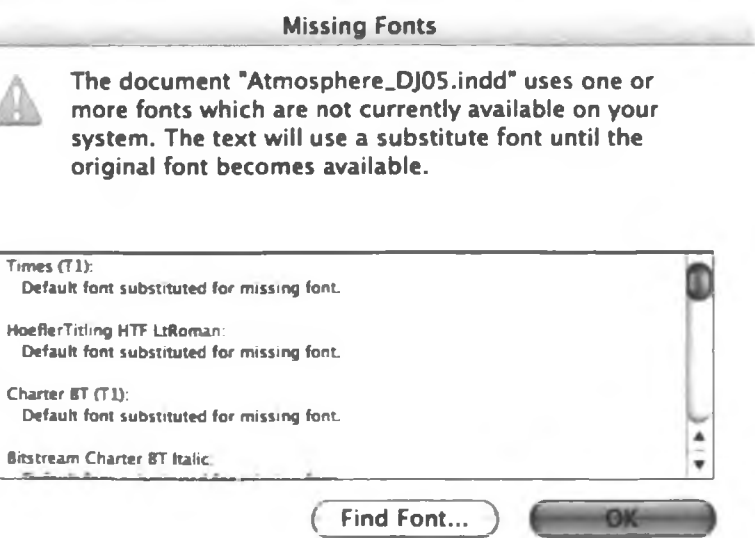 Missing Fonts
The document "Atmosphere_DJ05.indd" uses one or
more fonts which are not currently available on your
system. The text will use a substitute font until the
original font becomes available.
Times (T1):
Default font substituted for missing font.
HoeflerTitling HTF LtRoman:
Default font substituted for missing font.
Charter BT (T1):
Default font substituted for missing font.
Bitstream Charter BT Italic:
Find Font...
OK